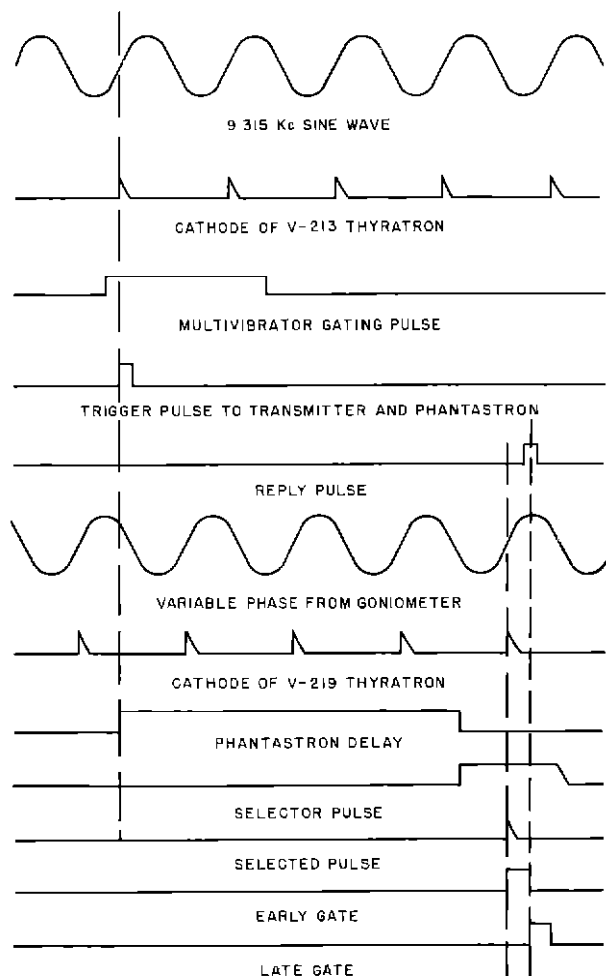 9.315 Kc SINE WAVE
CATHODE OF V-213 THYRATRON
MULTIVIBRATOR GATING PULSE
TRIGGER PULSE TO TRANSMITTER AND PHANTASTRON
REPLY PULSE
VARIABLE PHASE FROM GONIOMETER
CATHODE OF V-219 THYRATRON
PHANTASTRON DELAY
SELECTOR PULSE
SELECTED PULSE
EARLY GATE
LATE GATE